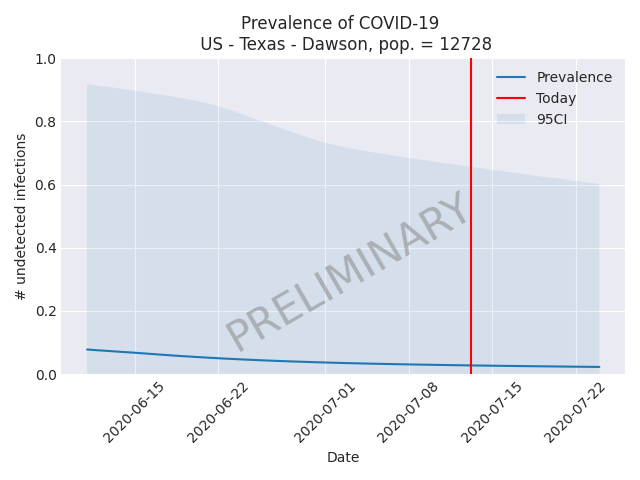 Prevalence of COVID-19
US - Texas - Dawson, pop. = 12728
1.0
0.8
0.6
0.4
0.2
0.0
# undetected infections
Prevalence
Today
95CI
PRELIMINARY
2020-06-15
2020-06-22
2020-07-01
2020-07-08
2020-07-15
2020-07-22
Date